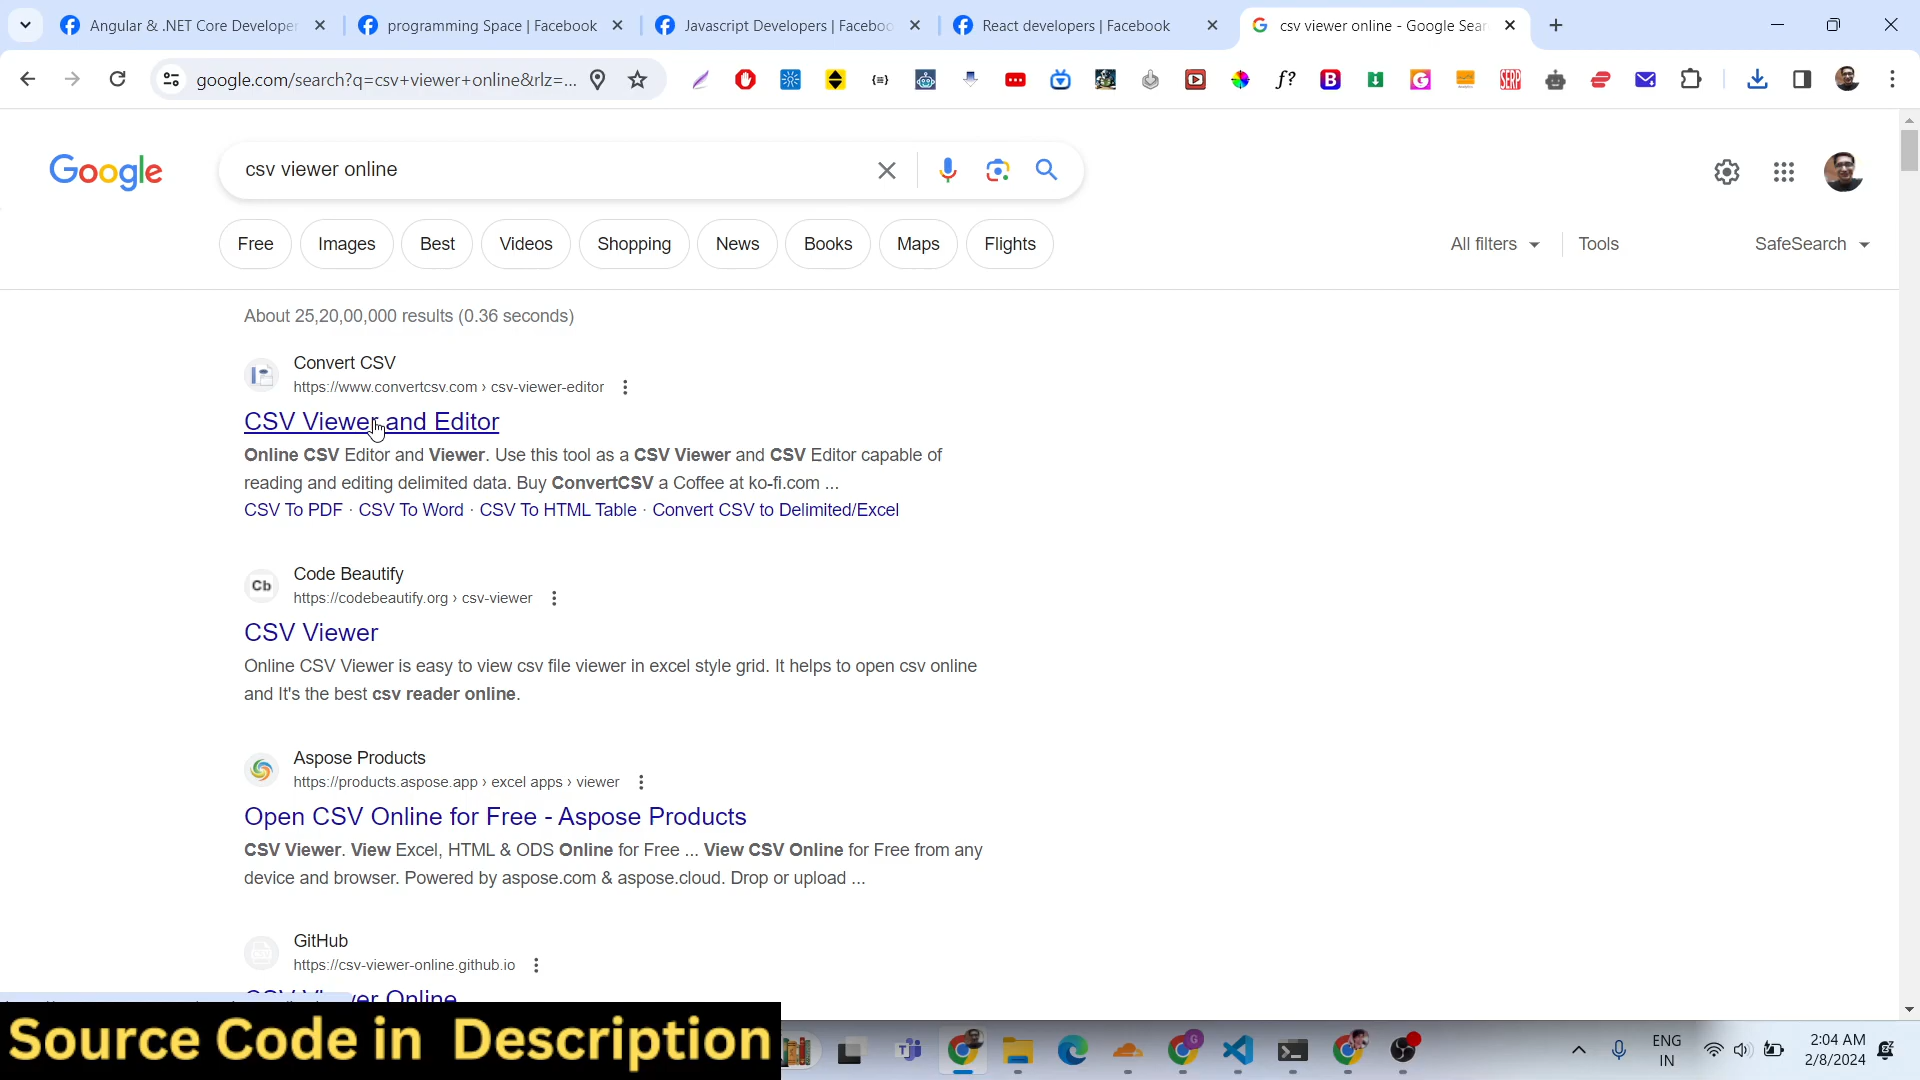 Angular & .NET Core Developer
programming Space | Facebook
Javascript Developers | Faceboo
React developers | Facebook
csv viewer online - Google Sear
google.com/search?q=csv+viewer+online&rlz=...
Google
csv viewer online
Free
Images
Best
Videos
Shopping
News
Books
Maps
Flights
All filters
Tools
SafeSearch
About 25,20,00,000 results (0.36 seconds)
Convert CSV
https://www.convertcsv.com › csv-viewer-editor
CSV Viewer and Editor
Online CSV Editor and Viewer. Use this tool as a CSV Viewer and CSV Editor capable of
reading and editing delimited data. Buy ConvertCSV a Coffee at ko-fi.com ...
CSV To PDF · CSV To Word · CSV To HTML Table · Convert CSV to Delimited/Excel
Cb
Code Beautify
https://codebeautify.org › csv-viewer
CSV Viewer
Online CSV Viewer is easy to view csv file viewer in excel style grid. It helps to open csv online
and It's the best csv reader online.
Aspose Products
https://products.aspose.app › excel apps › viewer
Open CSV Online for Free - Aspose Products
CSV Viewer. View Excel, HTML & ODS Online for Free ... View CSV Online for Free from any
device and browser. Powered by aspose.com & aspose.cloud. Drop or upload ...
GitHub
https://csv-viewer-online.github.io
CSV Viewer Online
Source Code in Description
ENG
IN
2:04 AM
2/8/2024